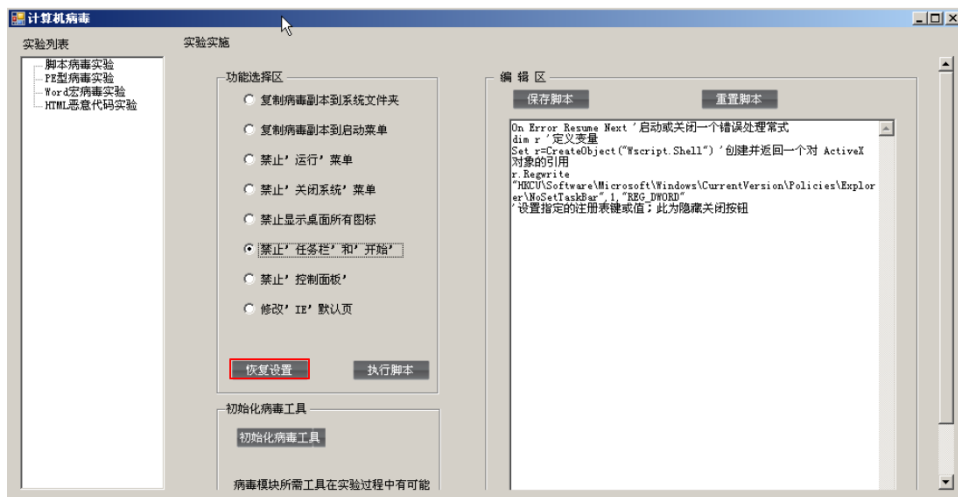 计算机病毒
实验列表
脚本病毒实验
PE型病毒实验
Word宏病毒实验
HTML恶意代码实验
实验实施
功能选择区
复制病毒副本到系统文件夹
复制病毒副本到启动菜单
禁止’运行’菜单
禁止’关闭系统’菜单
禁止显示桌面所有图标
禁止’任务栏’和’开始’
禁止’控制面板’
修改’IE’默认页
恢复设置
执行脚本
初始化病毒工具
初始化病毒工具
病毒模块所需工具在实验过程中有可能
编 辑 区
保存脚本
重置脚本
On Error Resume Next '启动或关闭一个错误处理常式
dim r '定义变量
Set r=CreateObject("Wscript.Shell") '创建并返回一个对 ActiveX
对象的引用
r.Regwrite
"HKCU\Software\Microsoft\Windows\CurrentVersion\Policies\Explor
er\NoSetTaskBar",1,"REG_DWORD"
'设置指定的注册表键或值；此为隐藏关闭按钮